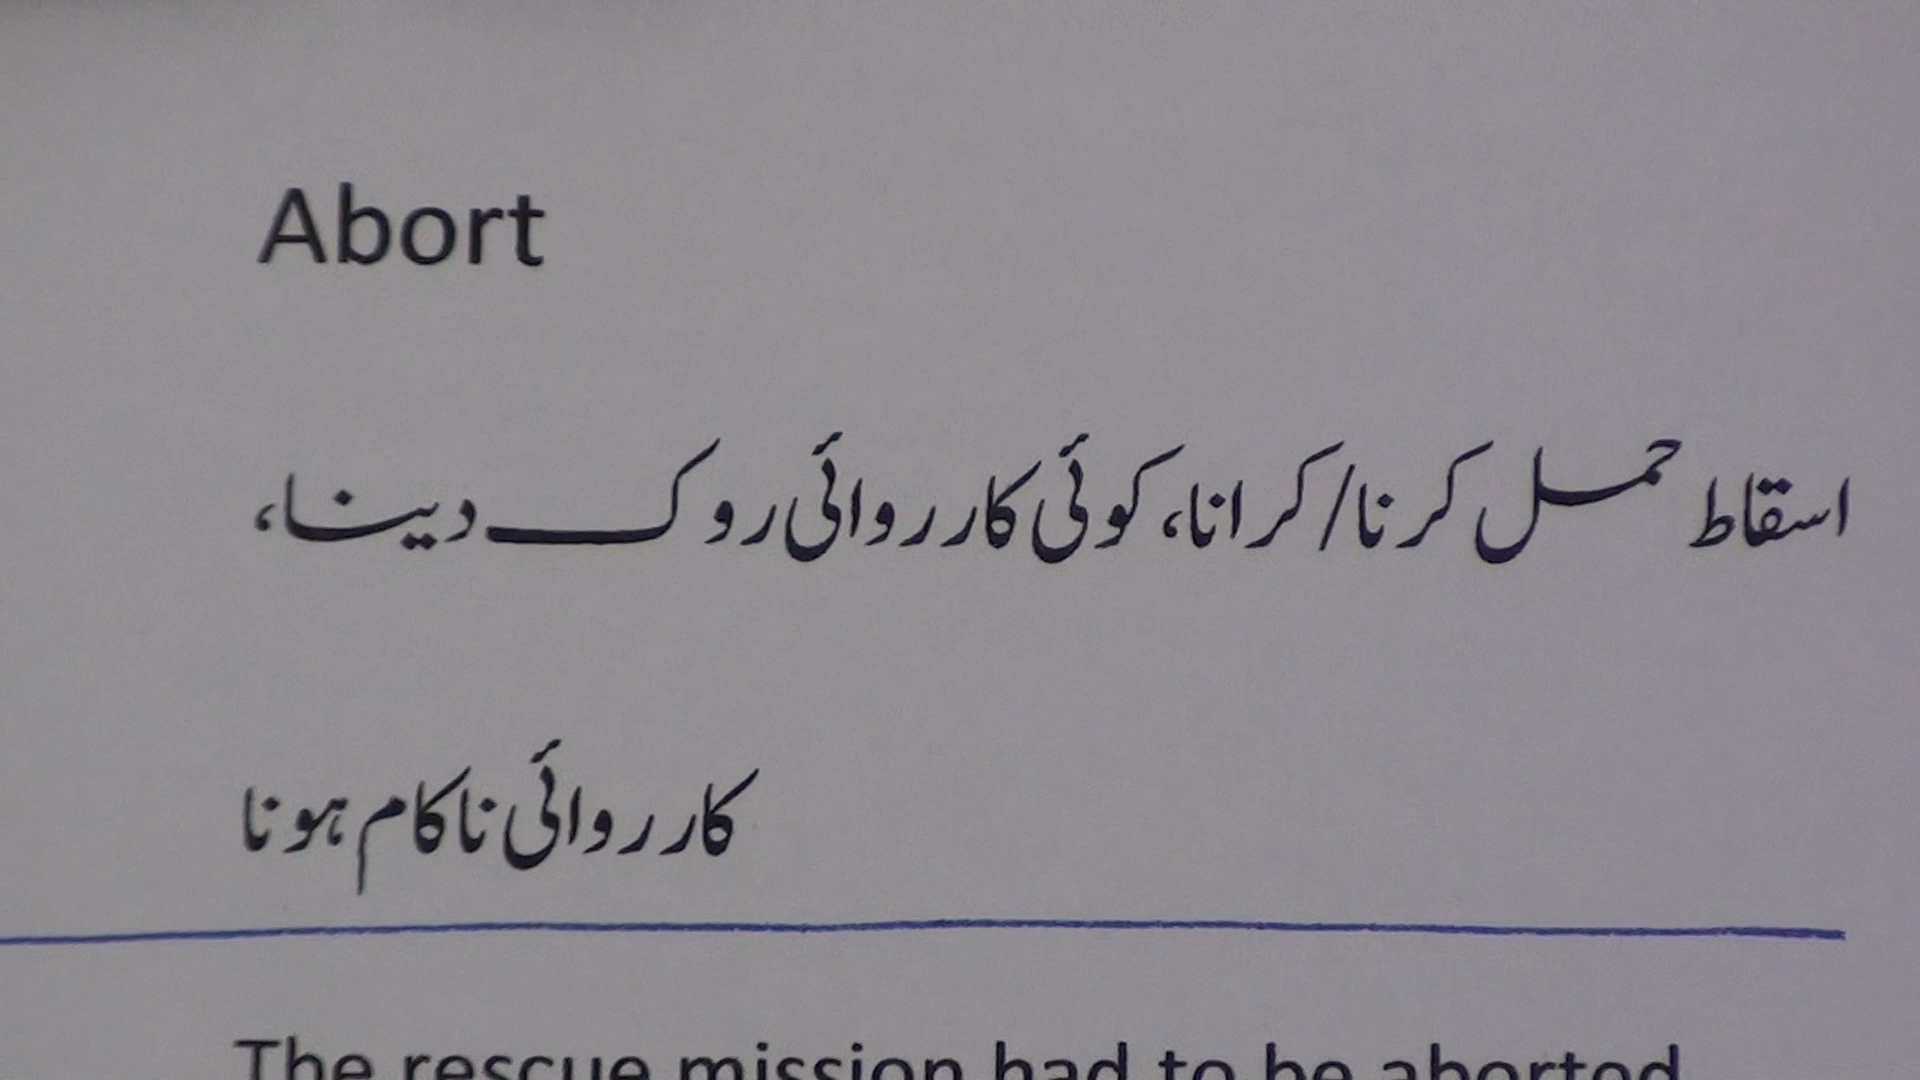 Abort
اسقاط حمل کرنا/کرانا، کوئی کارروائی روک دینا،
کارروائی ناکام ہونا
The rescue mission had to be aborted